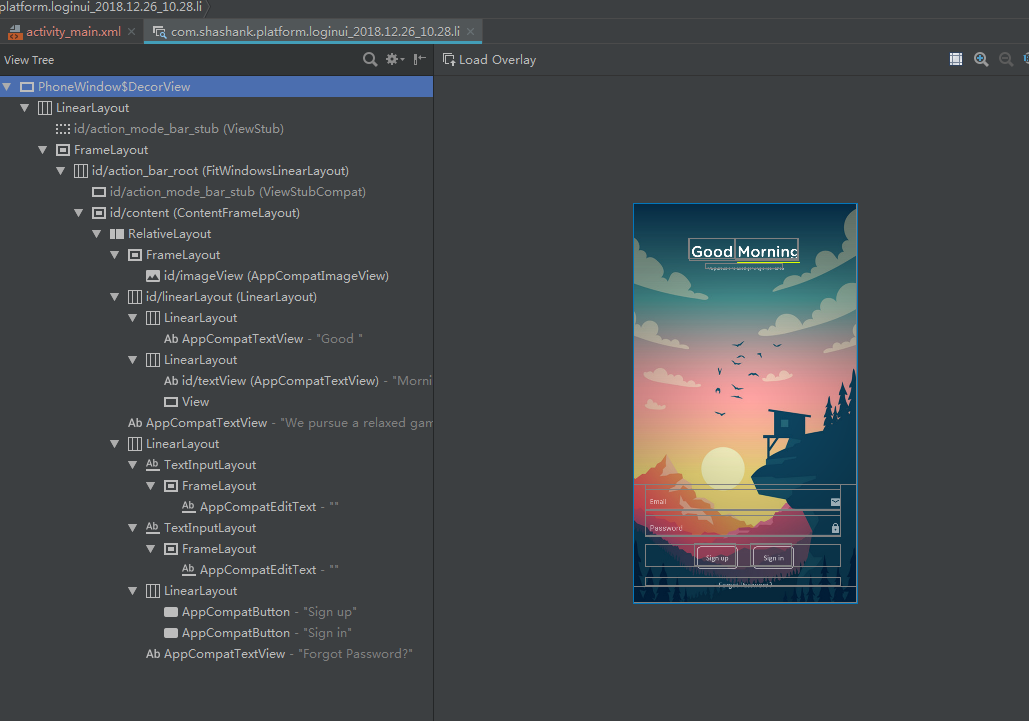 platform.loginui_2018.12.26_10.28.li
activity_main.xml
com.shashank.platform.loginui_2018.12.26_10.28.li
View Tree
Load Overlay
PhoneWindow$DecorView
LinearLayout
id/action_mode_bar_stub (ViewStub)
FrameLayout
id/action_bar_root (FitWindowsLinearLayout)
id/action_mode_bar_stub (ViewStubCompat)
id/content (ContentFrameLayout)
RelativeLayout
FrameLayout
id/imageView (AppCompatImageView)
id/linearLayout (LinearLayout)
LinearLayout
Ab AppCompatTextView - "Good "
LinearLayout
Ab id/textView (AppCompatTextView) - "Morni
View
Ab AppCompatTextView - "We pursue a relaxed gam
LinearLayout
Ab TextInputLayout
FrameLayout
Ab AppCompatEditText - ""
Ab TextInputLayout
FrameLayout
Ab AppCompatEditText - ""
LinearLayout
AppCompatButton - "Sign up"
AppCompatButton - "Sign in"
Ab AppCompatTextView - "Forgot Password?"
Good Morning
Email
Password
Sign up
Sign in
Forgot Password?